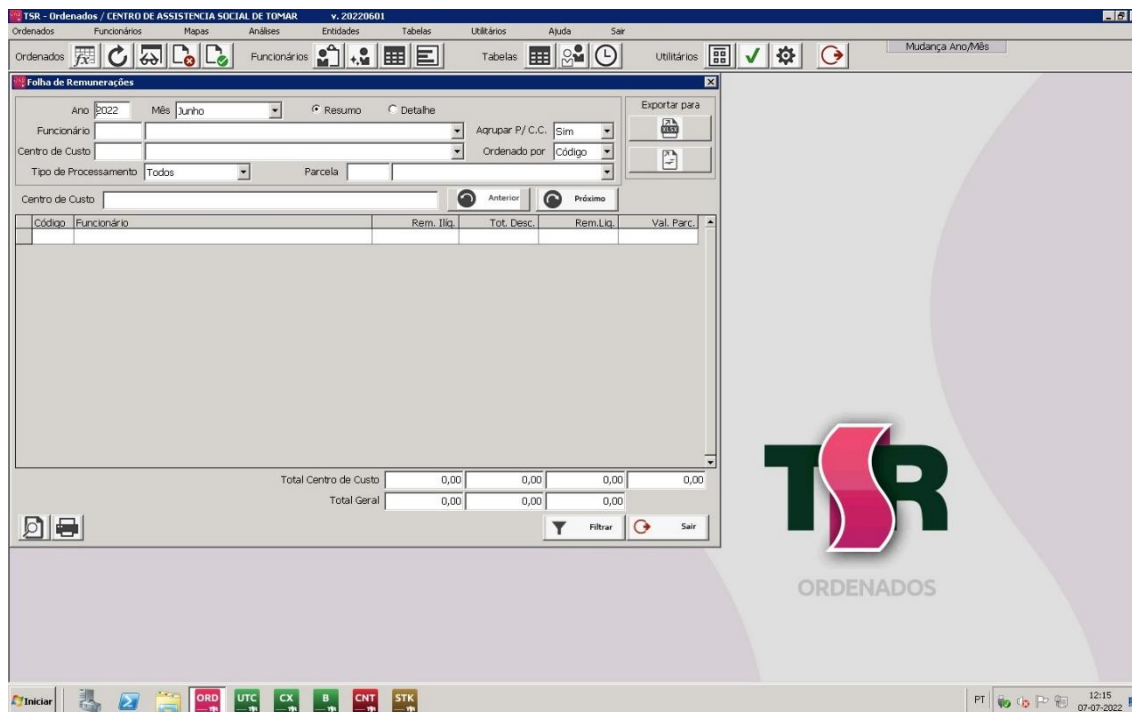 TSR - Ordenados / CENTRO DE ASSISTENCIA SOCIAL DE TOMAR v. 20220601
Ordenados Funcionários Mapas Análises Entidades Tabelas Utilitários Ajuda Sair
Ordenados Funcionários Tabelas Utilitários Mudança Ano/Mês
Folha de Remunerações
Ano 2022 Mês Junho Resumo Detalhe Exportar para
Funcionário Agrupar P/ C.C. Sim XLSX
Centro de Custo Ordenado por Código
Tipo de Processamento Todos Parcela
Centro de Custo Anterior Próximo
Código Funcionário Rem. Ilíq. Tot. Desc. Rem.Liq. Val. Parc.
Total Centro de Custo 0,00 0,00 0,00 0,00
Total Geral 0,00 0,00 0,00
Filtrar Sair
TSR
ORDENADOS
Iniciar ORD UTC CX B CNT STK PT 12:15
07-07-2022